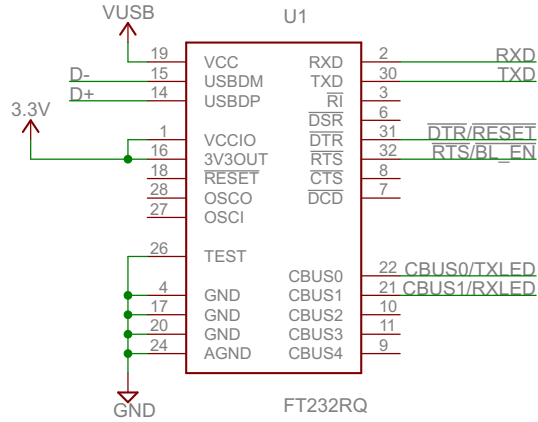 VUSB
U1
19 VCC RXD 2 RXD
D- 15 USBDM TXD 30 TXD
D+ 14 USBDP RI 3
3.3V
DSR 6
1 VCCIO DTR 31 DTR/RESET
16 3V3OUT RTS 32 RTS/BL_EN
18 RESET CTS 8
28 OSCO DCD 7
27 OSCI
26 TEST
CBUS0 22 CBUS0/TXLED
4 GND CBUS1 21 CBUS1/RXLED
17 GND CBUS2 10
20 GND CBUS3 11
24 AGND CBUS4 9
GND
FT232RQ